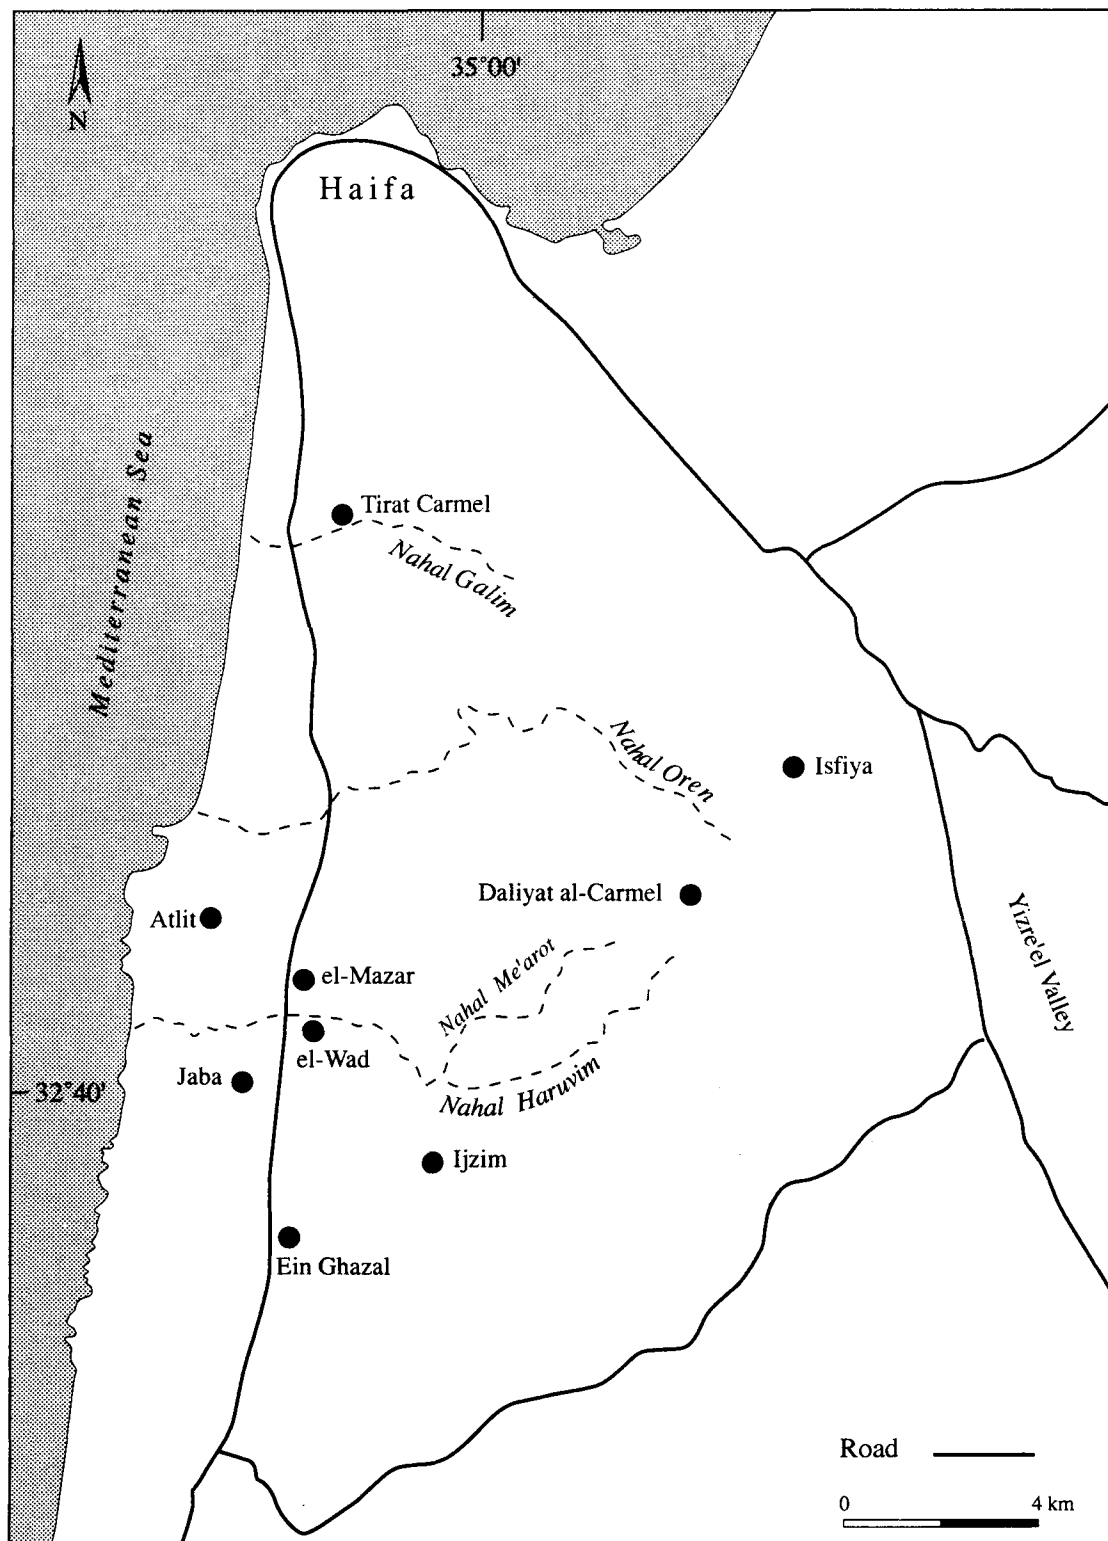 35°00'
N
Haifa
Mediterranean Sea
Tirat Carmel
Nahal Galim
Nahal Oren
Isfiya
Daliyat al-Carmel
Atlit
Yizre'el Valley
Nahal Me'arot
el-Mazar
el-Wad
Jaba
32°40'
Nahal Haruvim
Ijzim
Ein Ghazal
Road
0 4 km